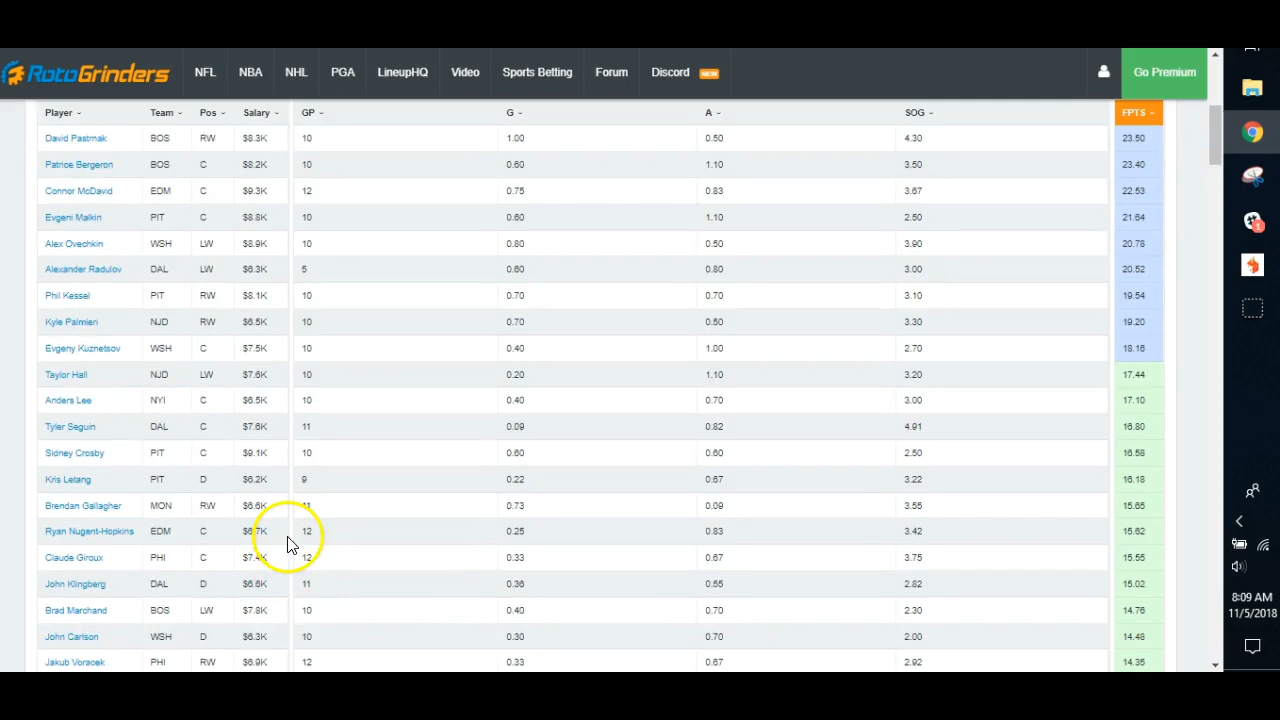 RotoGrinders NFL NBA NHL PGA LineupHQ Video Sports Betting Forum Discord NEW Go Premium
Player Team Pos Salary GP G A SOG FPTS
David Pastrnak BOS RW $8.3K 10 1.00 0.50 4.30 23.50
Patrice Bergeron BOS C $8.2K 10 0.60 1.10 3.50 23.40
Connor McDavid EDM C $9.3K 12 0.75 0.83 3.67 22.53
Evgeni Malkin PIT C $8.8K 10 0.60 1.10 2.50 21.64
Alex Ovechkin WSH LW $8.9K 10 0.80 0.50 3.90 20.78
Alexander Radulov DAL LW $6.3K 5 0.60 0.80 3.00 20.52
Phil Kessel PIT RW $8.1K 10 0.70 0.70 3.10 19.54
Kyle Palmieri NJD RW $6.5K 10 0.70 0.50 3.30 19.20
Evgeny Kuznetsov WSH C $7.5K 10 0.40 1.00 2.70 18.16
Taylor Hall NJD LW $7.6K 10 0.20 1.10 3.20 17.44
Anders Lee NYI C $6.5K 10 0.40 0.70 3.00 17.10
Tyler Seguin DAL C $7.6K 11 0.09 0.82 4.91 16.80
Sidney Crosby PIT C $9.1K 10 0.60 0.60 2.50 16.58
Kris Letang PIT D $6.2K 9 0.22 0.67 3.22 16.18
Brendan Gallagher MON RW $6.6K 11 0.73 0.09 3.55 15.65
Ryan Nugent-Hopkins EDM C $6.7K 12 0.25 0.83 3.42 15.62
Claude Giroux PHI C $7.4K 12 0.33 0.67 3.75 15.55
John Klingberg DAL D $6.6K 11 0.36 0.55 2.82 15.02
Brad Marchand BOS LW $7.8K 10 0.40 0.70 2.30 14.76
John Carlson WSH D $6.3K 10 0.30 0.70 2.00 14.48
Jakub Voracek PHI RW $6.9K 12 0.33 0.67 2.92 14.35
8:09 AM
11/5/2018